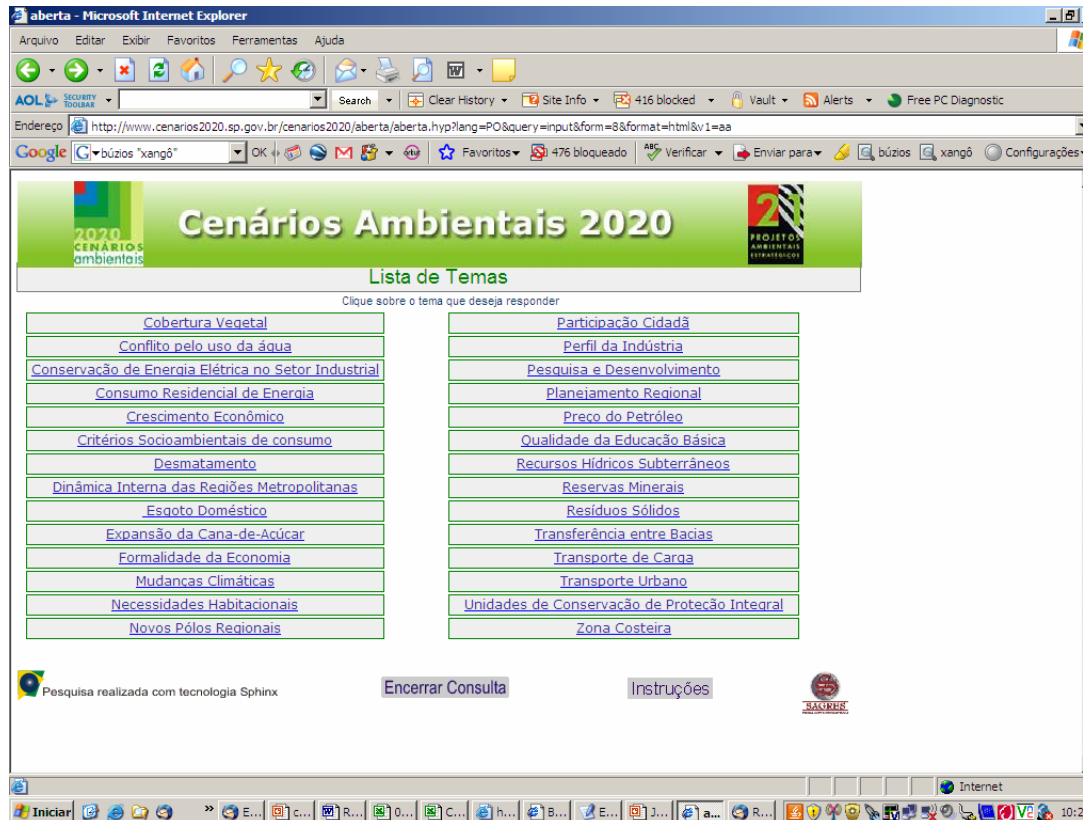 aberta - Microsoft Internet Explorer
Arquivo Editar Exibir Favoritos Ferramentas Ajuda
AOL SECURITY TOOLBAR Search Clear History Site Info 416 blocked Vault Alerts Free PC Diagnostic
Endereço http://www.cenarios2020.sp.gov.br/cenarios2020/aberta/aberta.hyp?lang=PO&query=input&form=8&format=html&v1=aa
Google G búzios "xangô" OK Favoritos 476 bloqueado ABC Verificar Enviar para búzios xangô Configurações
2020 CENÁRIOS ambientais
Cenários Ambientais 2020
21 PROJETOS AMBIENTAIS ESTRATÉGICOS
Lista de Temas
Clique sobre o tema que deseja responder
Cobertura Vegetal
Conflito pelo uso da água
Conservação de Energia Elétrica no Setor Industrial
Consumo Residencial de Energia
Crescimento Econômico
Critérios Socioambientais de consumo
Desmatamento
Dinâmica Interna das Regiões Metropolitanas
Esgoto Doméstico
Expansão da Cana-de-Açúcar
Formalidade da Economia
Mudanças Climáticas
Necessidades Habitacionais
Novos Pólos Regionais
Participação Cidadã
Perfil da Indústria
Pesquisa e Desenvolvimento
Planejamento Regional
Preço do Petróleo
Qualidade da Educação Básica
Recursos Hídricos Subterrâneos
Reservas Minerais
Resíduos Sólidos
Transferência entre Bacias
Transporte de Carga
Transporte Urbano
Unidades de Conservação de Proteção Integral
Zona Costeira
Pesquisa realizada com tecnologia Sphinx
Encerrar Consulta
Instruções
SAGRES
Internet
Iniciar » E... c... R... 0... C... h... B... E... J... a... R... 10:2